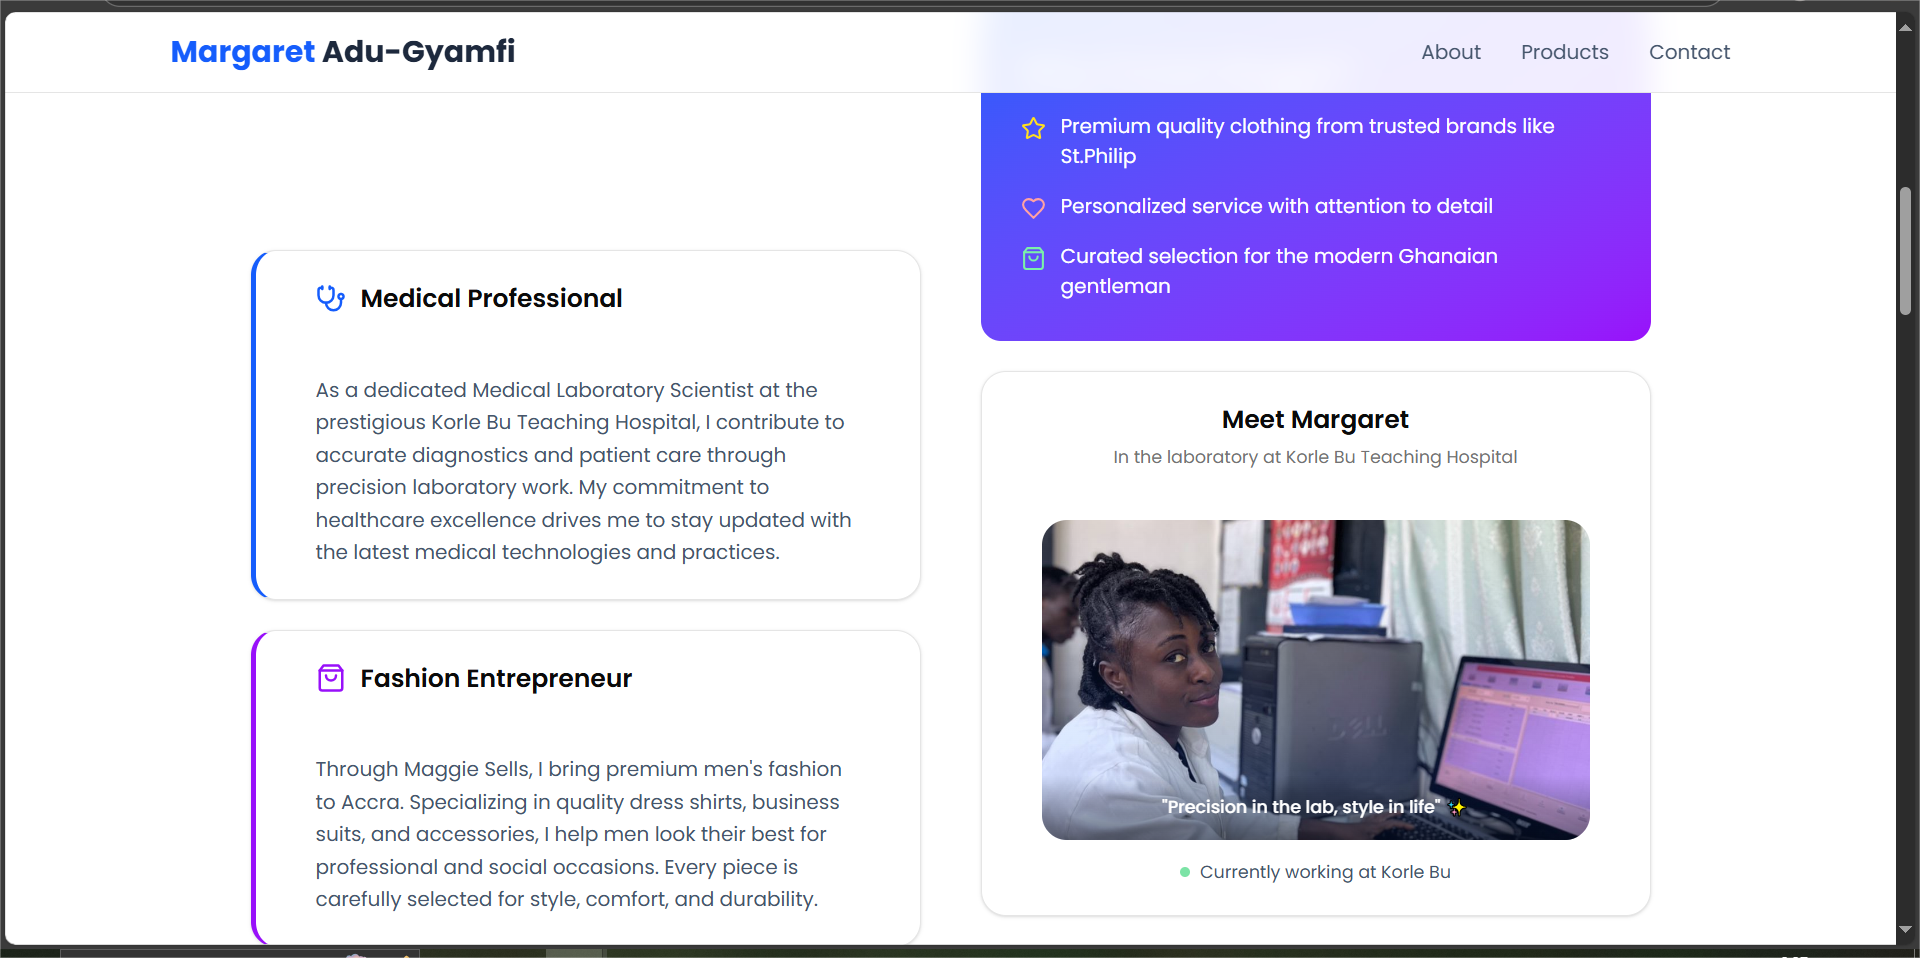 Margaret Adu-Gyamfi
About Products Contact
Premium quality clothing from trusted brands like
St.Philip
Personalized service with attention to detail
Curated selection for the modern Ghanaian
gentleman
Medical Professional
As a dedicated Medical Laboratory Scientist at the
prestigious Korle Bu Teaching Hospital, I contribute to
accurate diagnostics and patient care through
precision laboratory work. My commitment to
healthcare excellence drives me to stay updated with
the latest medical technologies and practices.
Fashion Entrepreneur
Through Maggie Sells, I bring premium men's fashion
to Accra. Specializing in quality dress shirts, business
suits, and accessories, I help men look their best for
professional and social occasions. Every piece is
carefully selected for style, comfort, and durability.
Meet Margaret
In the laboratory at Korle Bu Teaching Hospital
DELL
"Precision in the lab, style in life" ✨
Currently working at Korle Bu